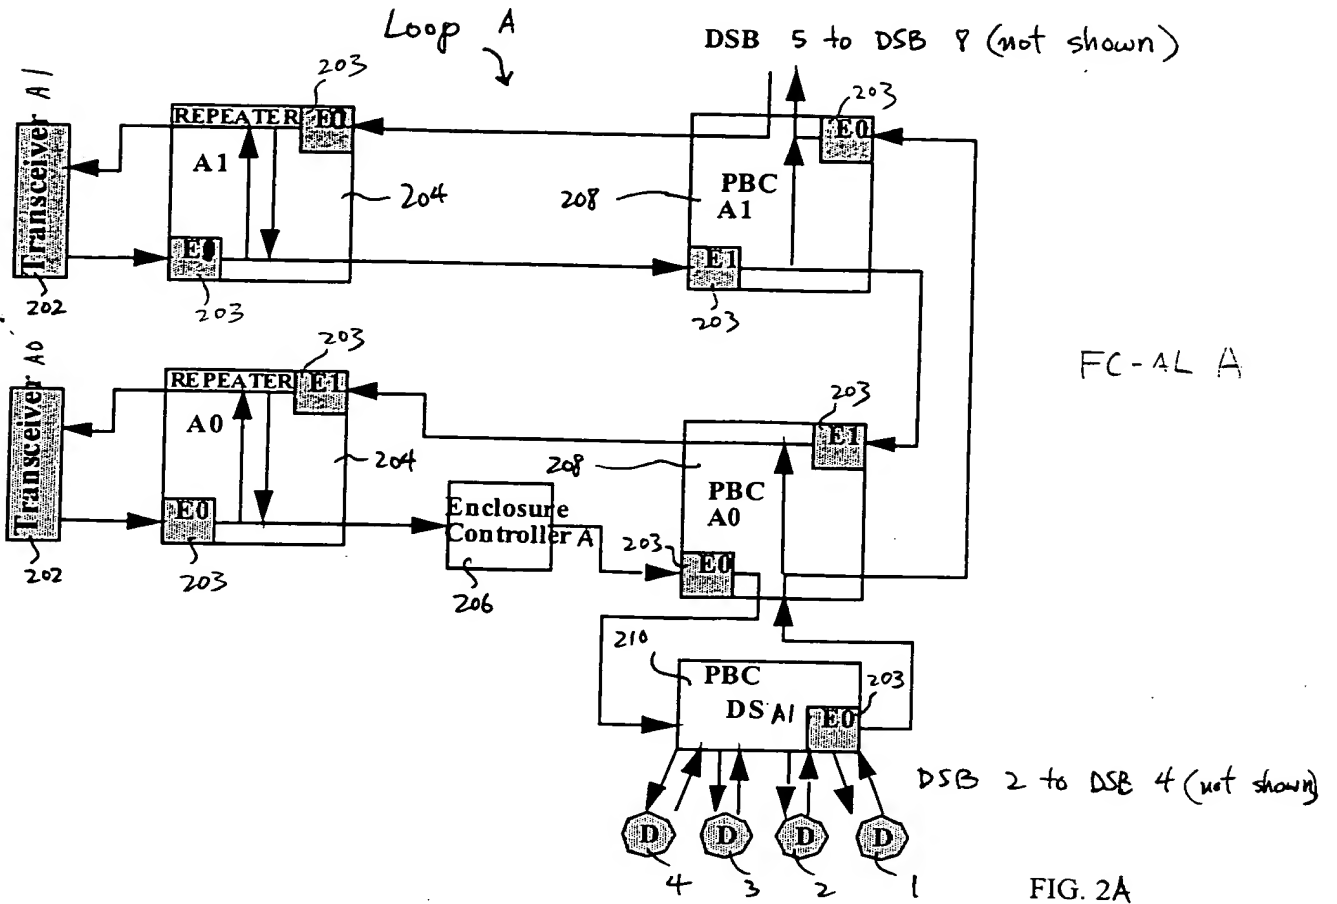 Loop A
DSB 5 to DSB 8 (not shown)
Transceiver A1
202
REPEATER
A1
E0
203
204
E0
203
208
PBC
A1
E0
203
E1
203
FC-AL A
Transceiver A0
202
REPEATER
A0
E1
203
204
E0
203
Enclosure
Controller A
206
208
PBC
A0
E1
203
203
E0
210
PBC
DS A1
E0
203
DSB 2 to DSB 4 (not shown)
D
D
D
D
4
3
2
1
FIG. 2A